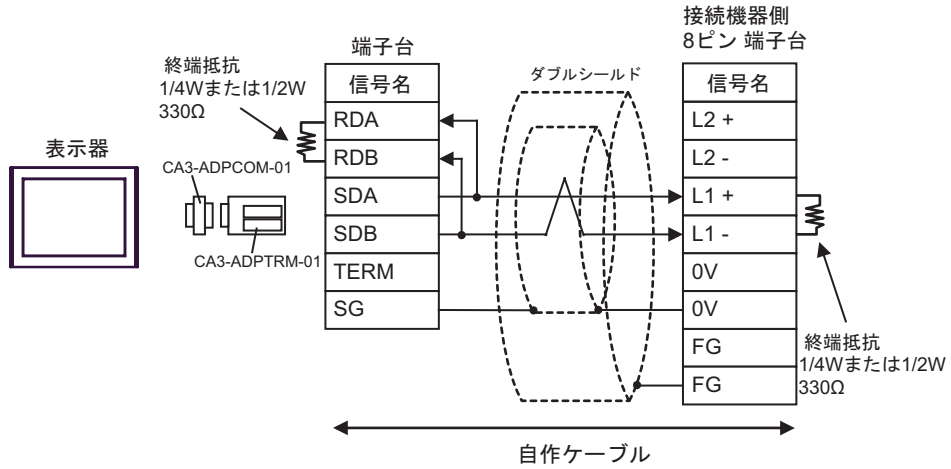 接続機器側
8ピン 端子台
端子台
ダブルシールド
終端抵抗
1/4Wまたは1/2W
330Ω
信号名
RDA
RDB
SDA
SDB
TERM
SG
信号名
L2 +
L2 -
L1 +
L1 -
0V
0V
FG
FG
表示器
CA3-ADPCOM-01
CA3-ADPTRM-01
終端抵抗
1/4Wまたは1/2W
330Ω
自作ケーブル